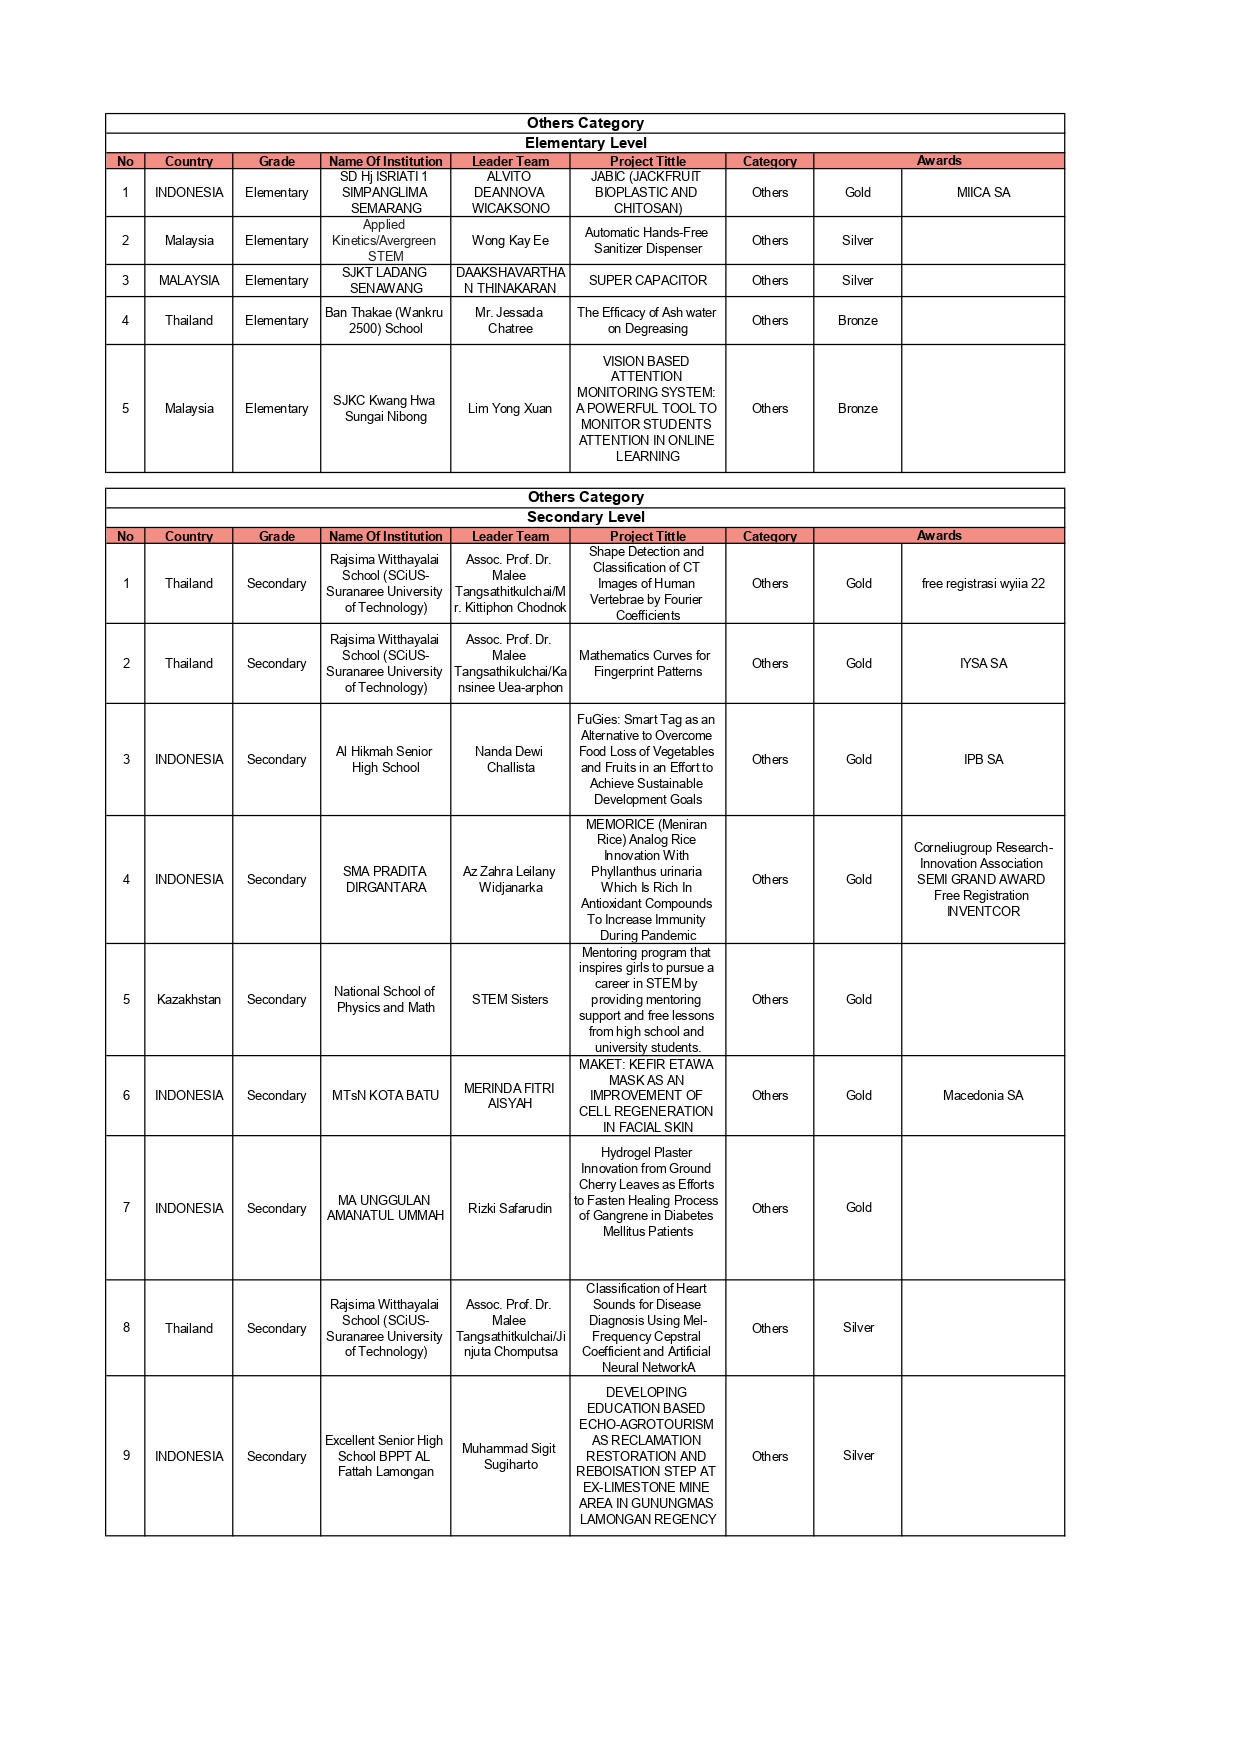 Others Category
Elementary Level
No Country Grade Name Of Institution Leader Team Project Tittle Category Awards
1 INDONESIA Elementary SD Hj ISRIATI 1 SIMPANGLIMA SEMARANG ALVITO DEANNOVA WICAKSONO JABIC (JACKFRUIT BIOPLASTIC AND CHITOSAN) Others Gold MIICA SA
2 Malaysia Elementary Applied Kinetics/Avergreen STEM Wong Kay Ee Automatic Hands-Free Sanitizer Dispenser Others Silver
3 MALAYSIA Elementary SJKT LADANG SENAWANG DAAKSHAVARTHAN THINAKARAN SUPER CAPACITOR Others Silver
4 Thailand Elementary Ban Thakae (Wankru 2500) School Mr. Jessada Chatree The Efficacy of Ash water on Degreasing Others Bronze
5 Malaysia Elementary SJKC Kwang Hwa Sungai Nibong Lim Yong Xuan VISION BASED ATTENTION MONITORING SYSTEM: A POWERFUL TOOL TO MONITOR STUDENTS ATTENTION IN ONLINE LEARNING Others Bronze
Others Category
Secondary Level
No Country Grade Name Of Institution Leader Team Project Tittle Category Awards
1 Thailand Secondary Rajsima Witthayalai School (SCiUS-Suranaree University of Technology) Assoc. Prof. Dr. Malee Tangsathitkulchai/Mr. Kittiphon Chodnok Shape Detection and Classification of CT Images of Human Vertebrae by Fourier Coefficients Others Gold free registrasi wyiia 22
2 Thailand Secondary Rajsima Witthayalai School (SCiUS-Suranaree University of Technology) Assoc. Prof. Dr. Malee Tangsathikulchai/Kansinee Uea-arphon Mathematics Curves for Fingerprint Patterns Others Gold IYSA SA
3 INDONESIA Secondary Al Hikmah Senior High School Nanda Dewi Challista FuGies: Smart Tag as an Alternative to Overcome Food Loss of Vegetables and Fruits in an Effort to Achieve Sustainable Development Goals Others Gold IPB SA
4 INDONESIA Secondary SMA PRADITA DIRGANTARA Az Zahra Leilany Widjanarka MEMORICE (Meniran Rice) Analog Rice Innovation With Phyllanthus urinaria Which Is Rich In Antioxidant Compounds To Increase Immunity During Pandemic Others Gold Corneliugroup Research-Innovation Association SEMI GRAND AWARD Free Registration INVENTCOR
5 Kazakhstan Secondary National School of Physics and Math STEM Sisters Mentoring program that inspires girls to pursue a career in STEM by providing mentoring support and free lessons from high school and university students. Others Gold
6 INDONESIA Secondary MTsN KOTA BATU MERINDA FITRI AISYAH MAKET: KEFIR ETAWA MASK AS AN IMPROVEMENT OF CELL REGENERATION IN FACIAL SKIN Others Gold Macedonia SA
7 INDONESIA Secondary MA UNGGULAN AMANATUL UMMAH Rizki Safarudin Hydrogel Plaster Innovation from Ground Cherry Leaves as Efforts to Fasten Healing Process of Gangrene in Diabetes Mellitus Patients Others Gold
8 Thailand Secondary Rajsima Witthayalai School (SCiUS-Suranaree University of Technology) Assoc. Prof. Dr. Malee Tangsathitkulchai/Jinjuta Chomputsa Classification of Heart Sounds for Disease Diagnosis Using Mel-Frequency Cepstral Coefficient and Artificial Neural NetworkA Others Silver
9 INDONESIA Secondary Excellent Senior High School BPPT AL Fattah Lamongan Muhammad Sigit Sugiharto DEVELOPING EDUCATION BASED ECHO-AGROTOURISM AS RECLAMATION RESTORATION AND REBOISATION STEP AT EX-LIMESTONE MINE AREA IN GUNUNGMAS LAMONGAN REGENCY Others Silver